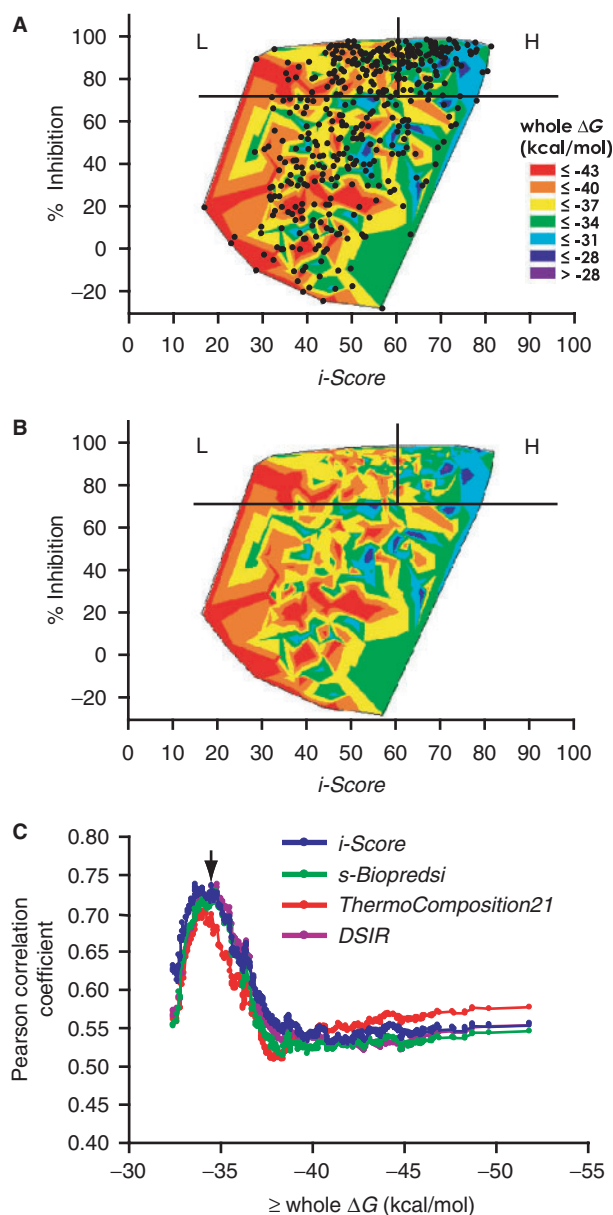 A
L
H
100
80
60
40
20
0
−20
% Inhibition
0 10 20 30 40 50 60 70 80 90 100
i-Score
whole ΔG
(kcal/mol)
≤ -43
≤ -40
≤ -37
≤ -34
≤ -31
≤ -28
> -28
B
L
H
100
80
60
40
20
0
−20
% Inhibition
0 10 20 30 40 50 60 70 80 90 100
i-Score
C
0.80
0.75
0.70
0.65
0.60
0.55
0.50
0.45
0.40
Pearson correlation
coefficient
i-Score
s-Biopredsi
ThermoComposition21
DSIR
−30 −35 −40 −45 −50 −55
≥ whole ΔG (kcal/mol)